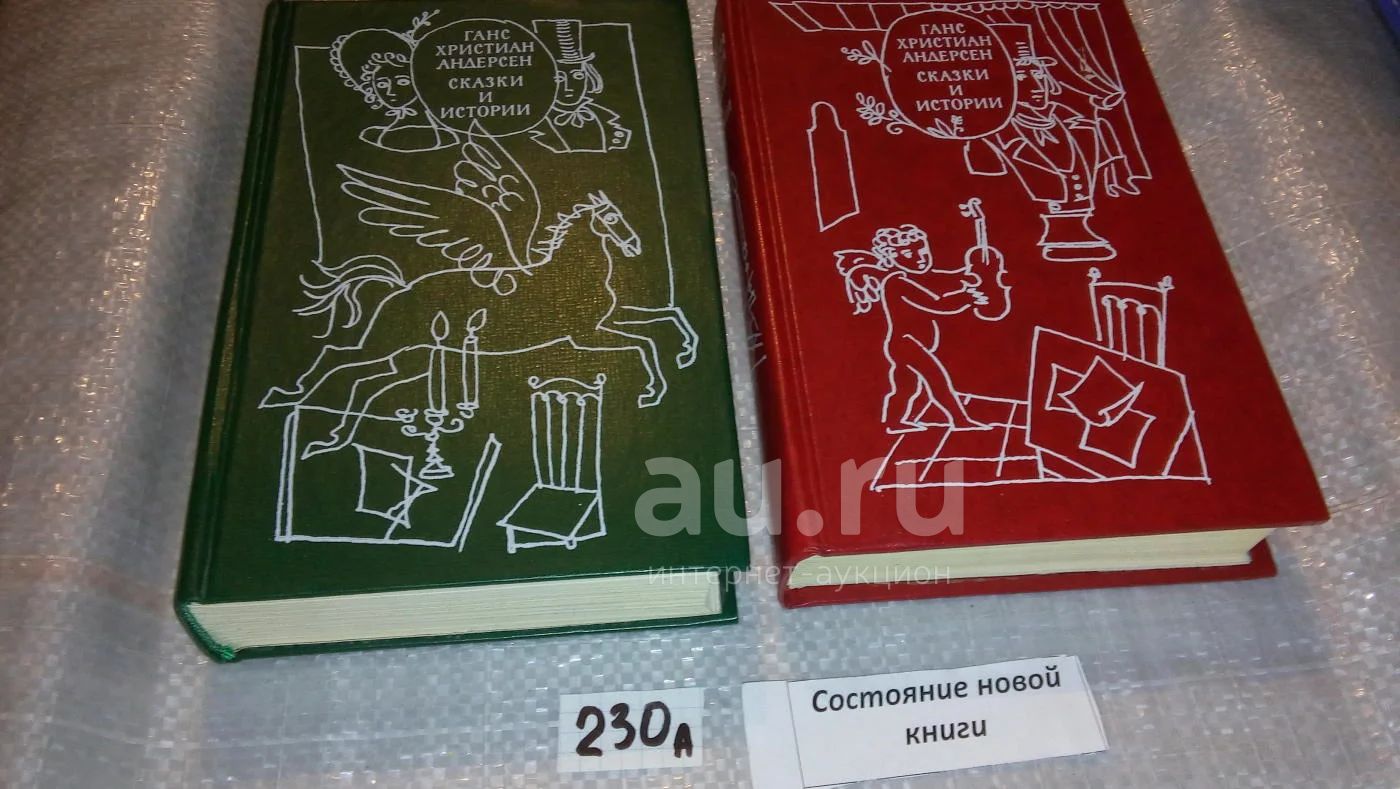 ГАНС
ХРИСТИАН
АНДЕРСЕН
СКАЗКИ
И
ИСТОРИИ
ГАНС
ХРИСТИАН
АНДЕРСЕН
СКАЗКИ
И
ИСТОРИИ
au.ru
интернет-аукцион
230А
Состояние новой
книги